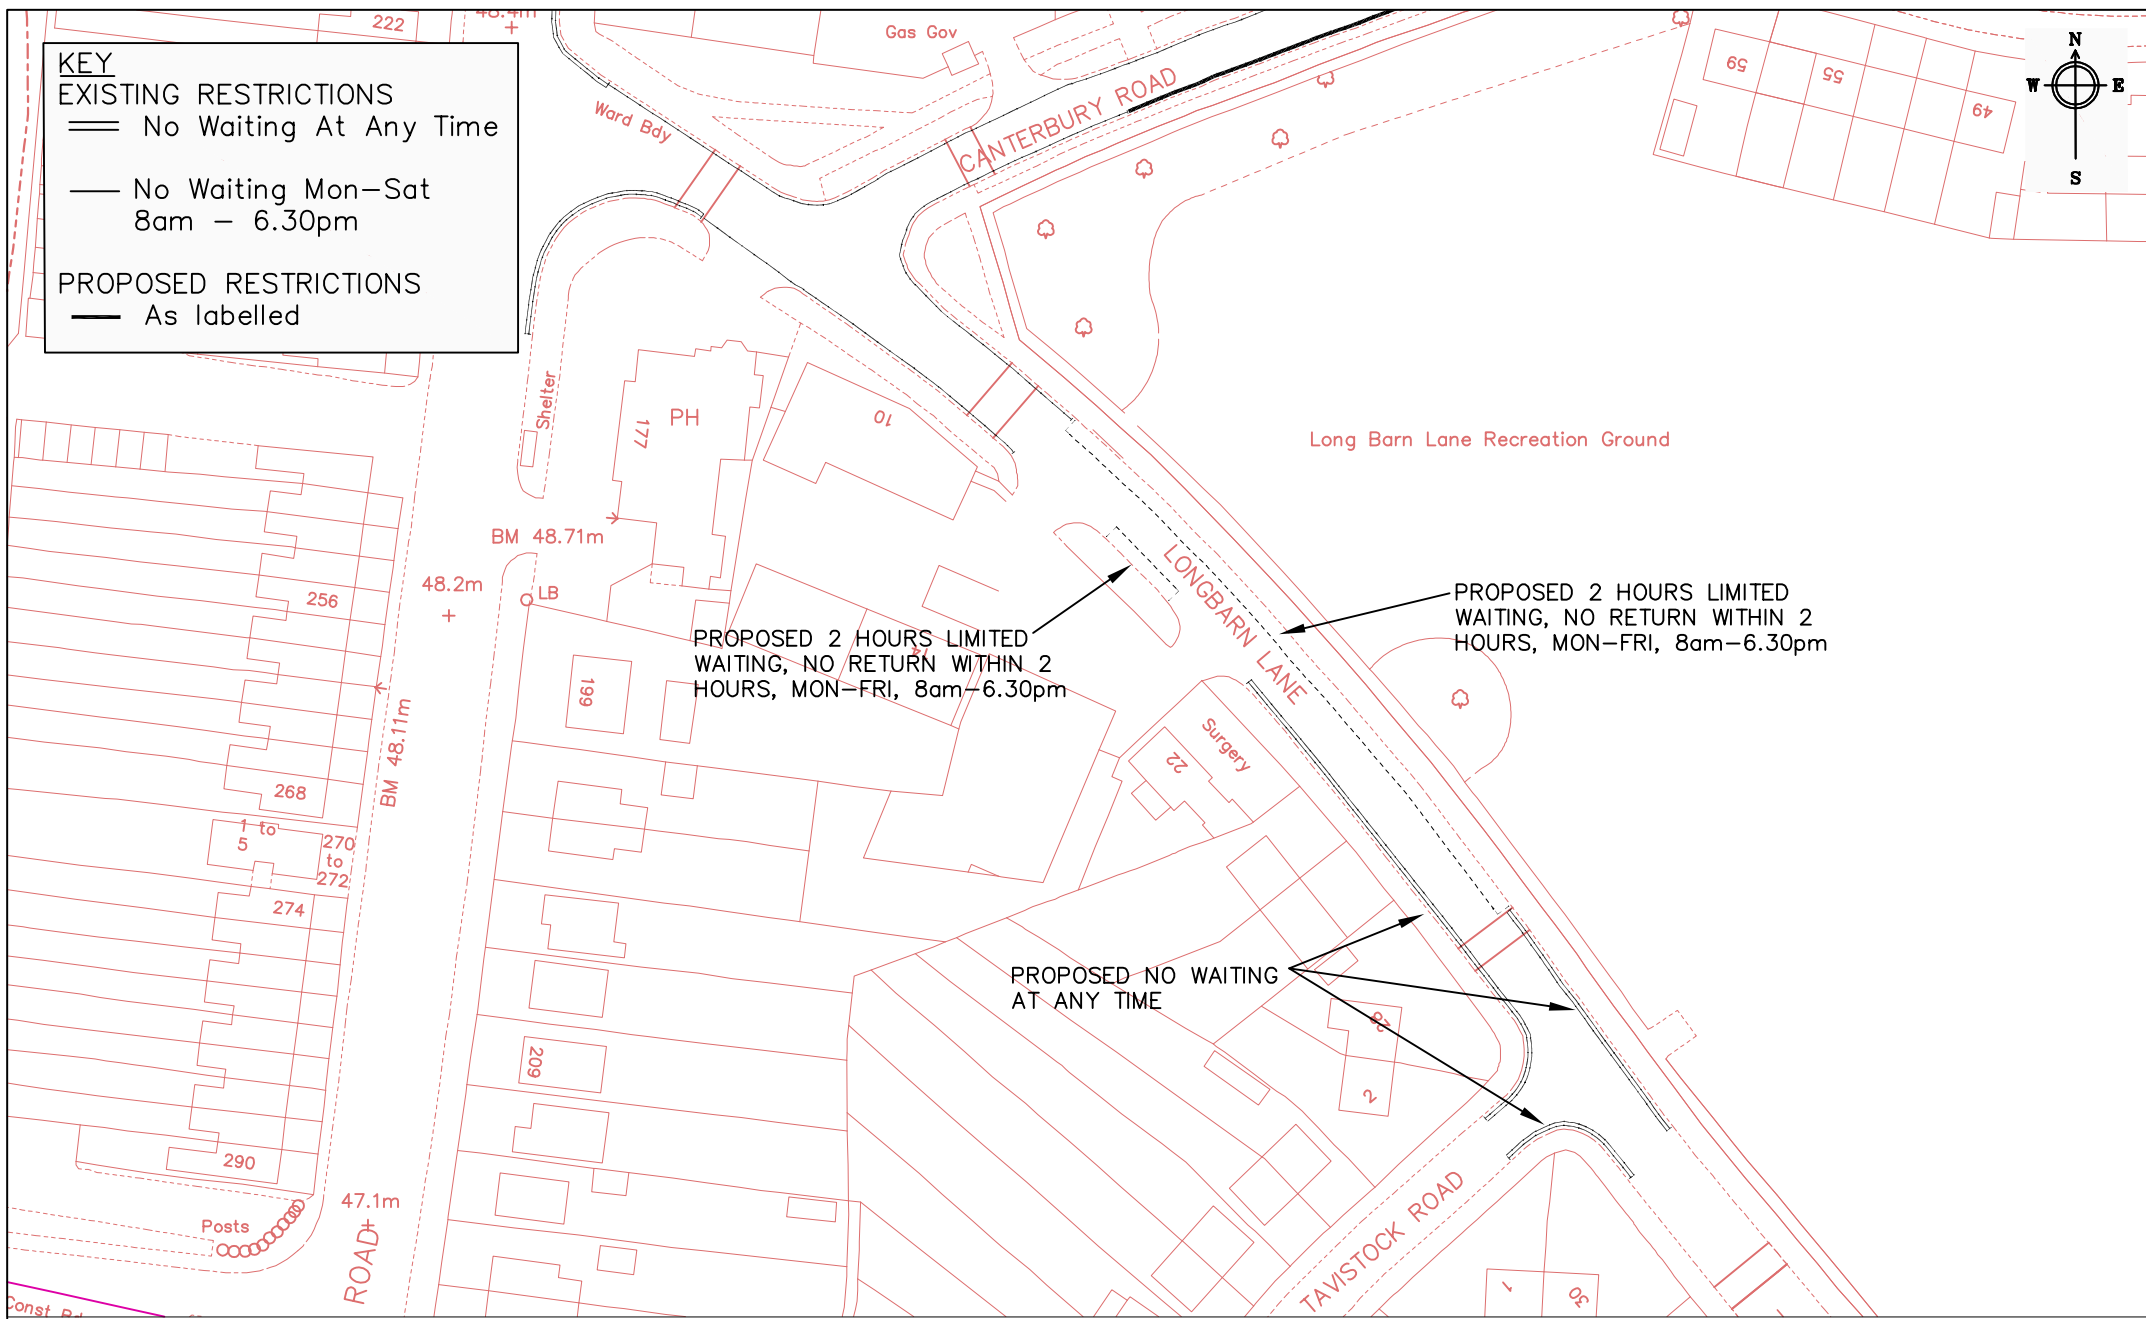 KEY
EXISTING RESTRICTIONS
No Waiting At Any Time
No Waiting Mon-Sat
8am - 6.30pm
PROPOSED RESTRICTIONS
As labelled
222
48.4m
Gas Gov
Ward Bdy
CANTERBURY ROAD
59
55
49
N
W E
S
Shelter
177
PH
10
Long Barn Lane Recreation Ground
BM 48.71m
48.2m
LB
256
LONGBARN LANE
PROPOSED 2 HOURS LIMITED
WAITING, NO RETURN WITHIN 2
HOURS, MON-FRI, 8am-6.30pm
PROPOSED 2 HOURS LIMITED
WAITING, NO RETURN WITHIN 2
HOURS, MON-FRI, 8am-6.30pm
14
199
BM 48.11m
Surgery
22
268
1 to
5
270
to
272
274
PROPOSED NO WAITING
AT ANY TIME
28
2
209
290
47.1m
Posts
ROAD
TAVISTOCK ROAD
1
30
Const